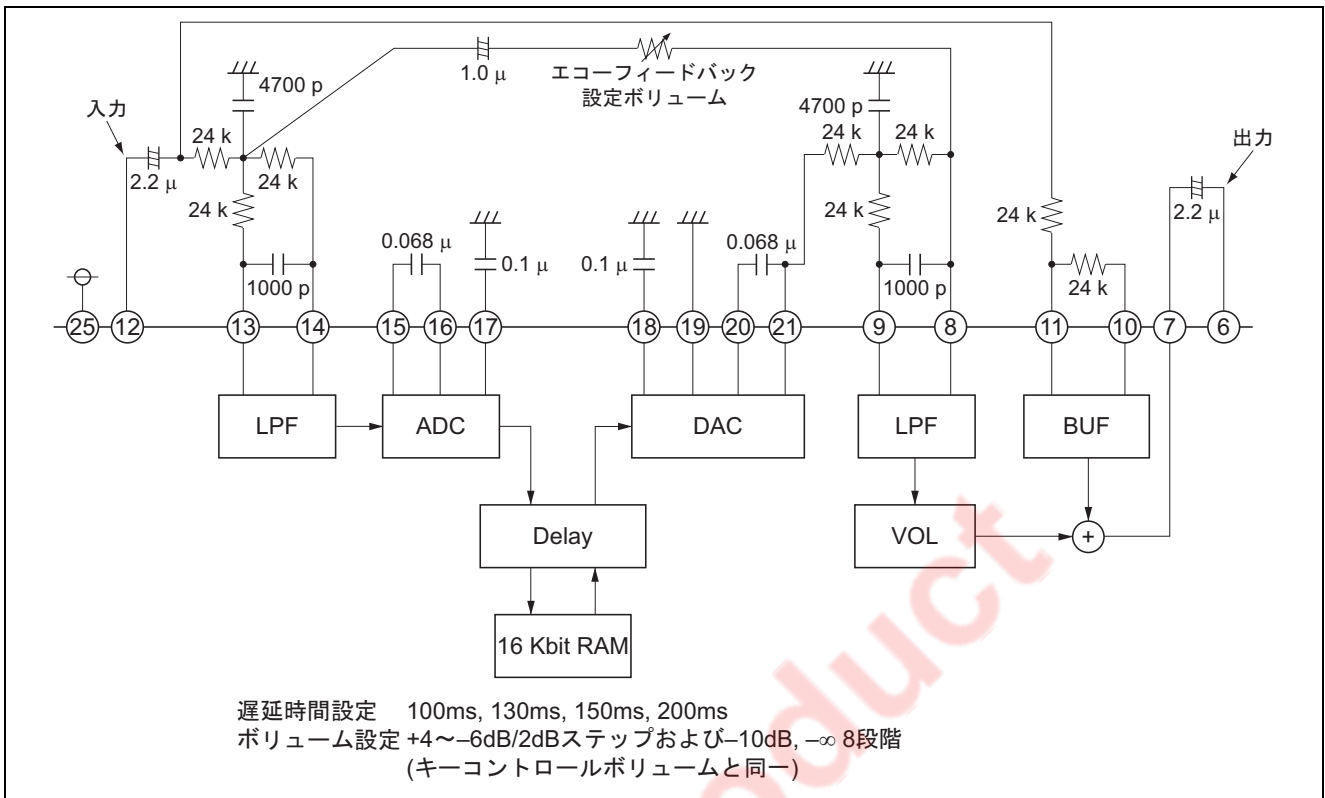 1.0 μ
エコーフィードバック
設定ボリューム
4700 p
4700 p
入力
24 k
24 k
24 k
出力
2.2 μ
24 k
2.2 μ
24 k
24 k
24 k
0.068 μ
0.068 μ
0.1 μ
0.1 μ
1000 p
1000 p
24 k
25 12 13 14 15 16 17 18 19 20 21 9 8 11 10 7 6
LPF
ADC
DAC
LPF
BUF
Delay
VOL
+
16 Kbit RAM
遅延時間設定 100ms, 130ms, 150ms, 200ms
ボリューム設定 +4～–6dB/2dBステップおよび–10dB, –∞ 8段階
(キーコントロールボリュームと同一)
oduct